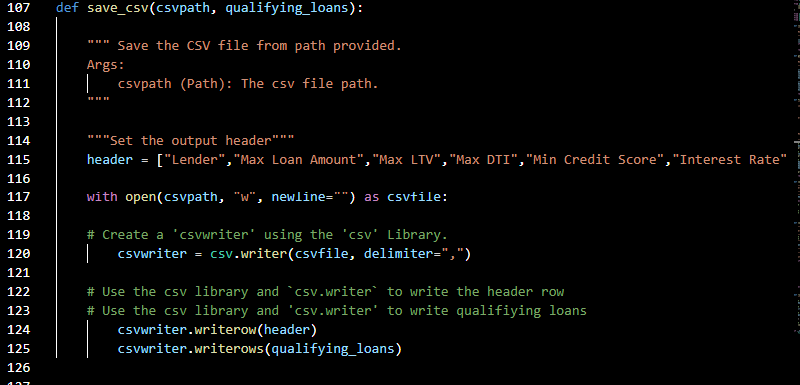 107 def save_csv(csvpath, qualifying_loans):
108
109 """ Save the CSV file from path provided.
110 Args:
111 csvpath (Path): The csv file path.
112 """
113
114 """Set the output header"""
115 header = ["Lender","Max Loan Amount","Max LTV","Max DTI","Min Credit Score","Interest Rate"
116
117 with open(csvpath, "w", newline="") as csvfile:
118
119 # Create a 'csvwriter' using the 'csv' Library.
120 csvwriter = csv.writer(csvfile, delimiter=",")
121
122 # Use the csv library and `csv.writer` to write the header row
123 # Use the csv library and 'csv.writer' to write qualifiying loans
124 csvwriter.writerow(header)
125 csvwriter.writerows(qualifying_loans)
126